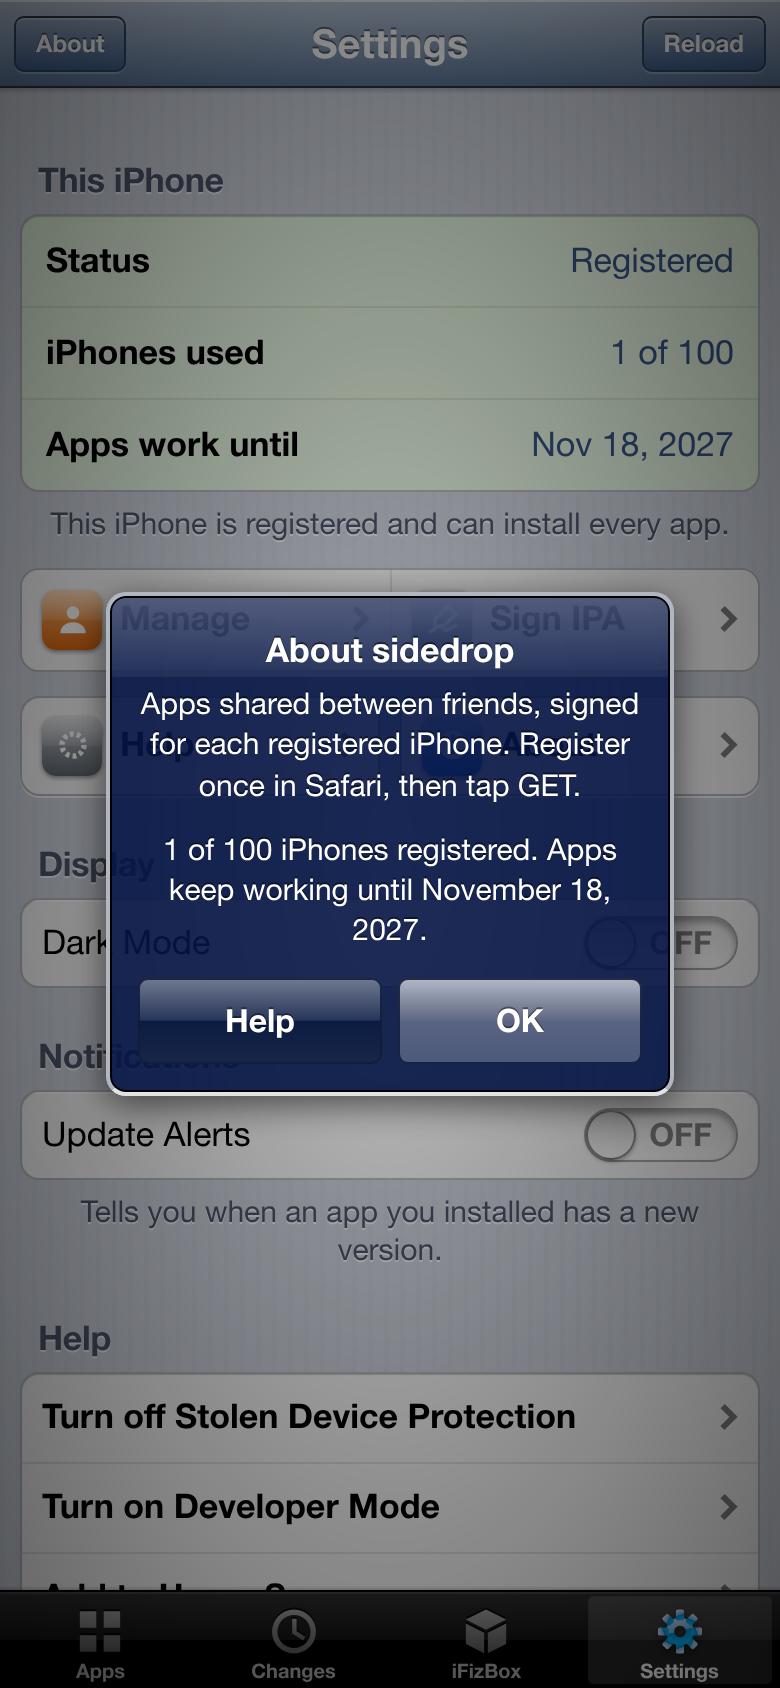 About
Settings
Reload
This iPhone
Status
Registered
iPhones used
1 of 100
Apps work until
Nov 18, 2027
This iPhone is registered and can install every app.
Manage
Sign IPA
About sidedrop
Apps shared between friends, signed
for each registered iPhone. Register
once in Safari, then tap GET.
1 of 100 iPhones registered. Apps
keep working until November 18,
2027.
Help
OK
Display
Dark Mode
OFF
Notifications
Update Alerts
OFF
Tells you when an app you installed has a new
version.
Help
Turn off Stolen Device Protection
Turn on Developer Mode
Apps
Changes
iFizBox
Settings